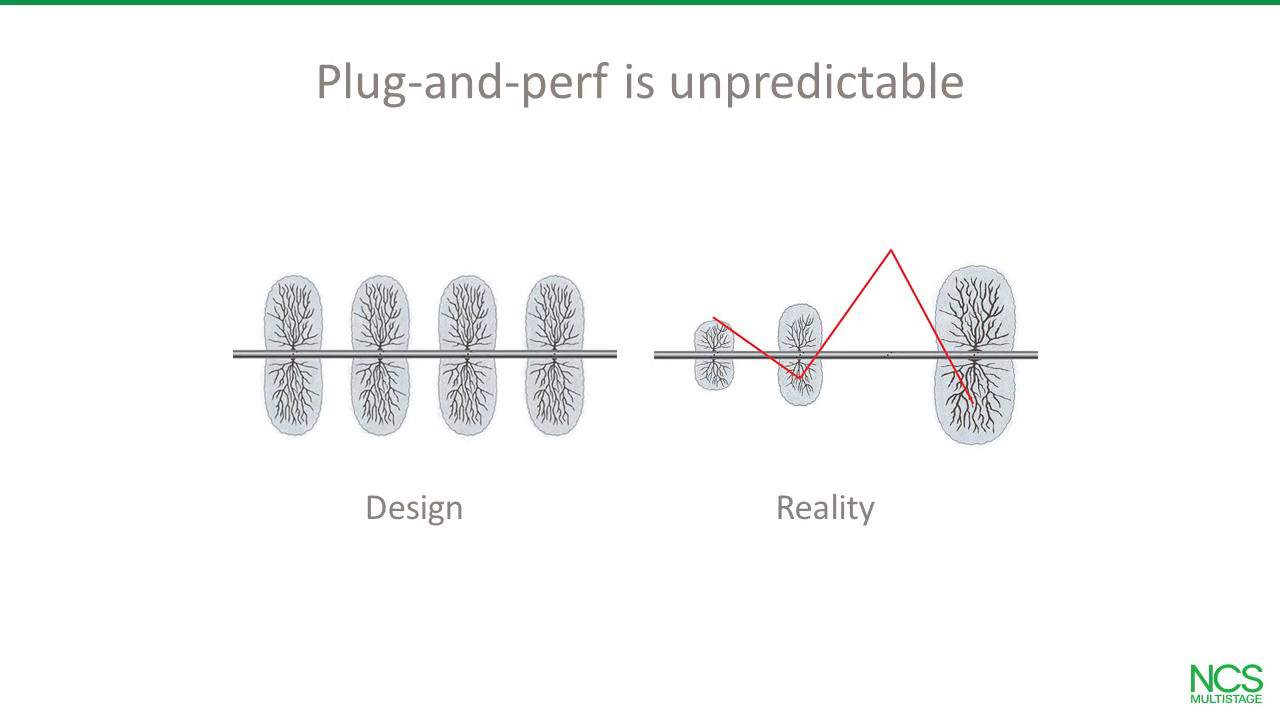 Plug-and-perf is unpredictable
Design
Reality
NCS
MULTISTAGE